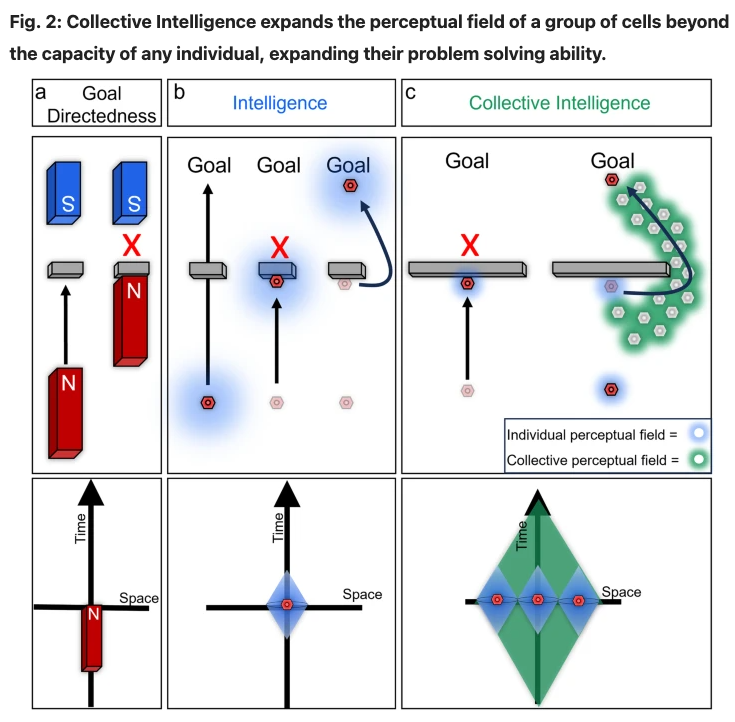 Fig. 2: Collective Intelligence expands the perceptual field of a group of cells beyond
the capacity of any individual, expanding their problem solving ability.
a
Goal
Directedness
b
Intelligence
c
Collective Intelligence
S
S
X
N
N
Goal
Goal
Goal
X
Goal
Goal
X
Individual perceptual field =
Collective perceptual field =
Time
Space
N
Time
Space
Time
Space